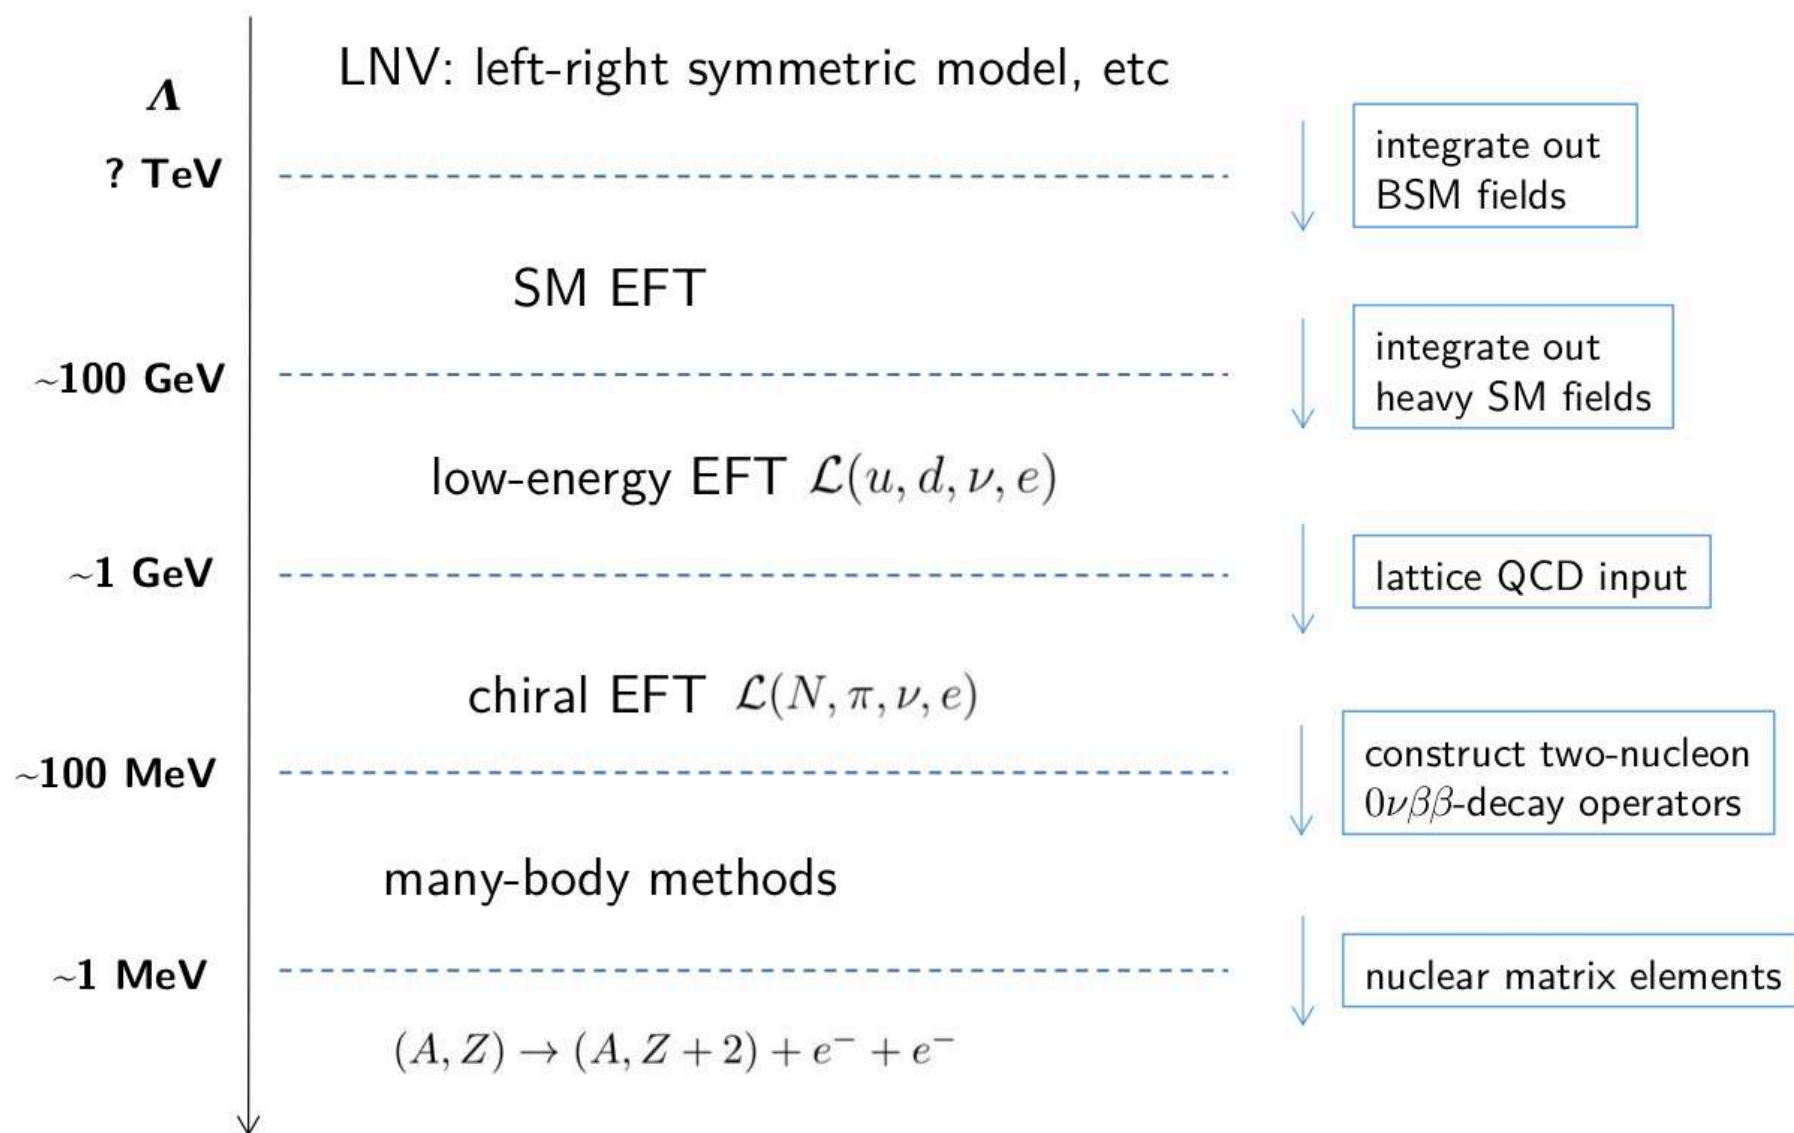 LNV: left-right symmetric model, etc
Λ
? TeV
integrate out
BSM fields
SM EFT
~100 GeV
integrate out
heavy SM fields
low-energy EFT ℒ(u, d, ν, e)
~1 GeV
lattice QCD input
chiral EFT ℒ(N, π, ν, e)
~100 MeV
construct two-nucleon
0νββ-decay operators
many-body methods
~1 MeV
nuclear matrix elements
(A, Z) → (A, Z + 2) + e⁻ + e⁻